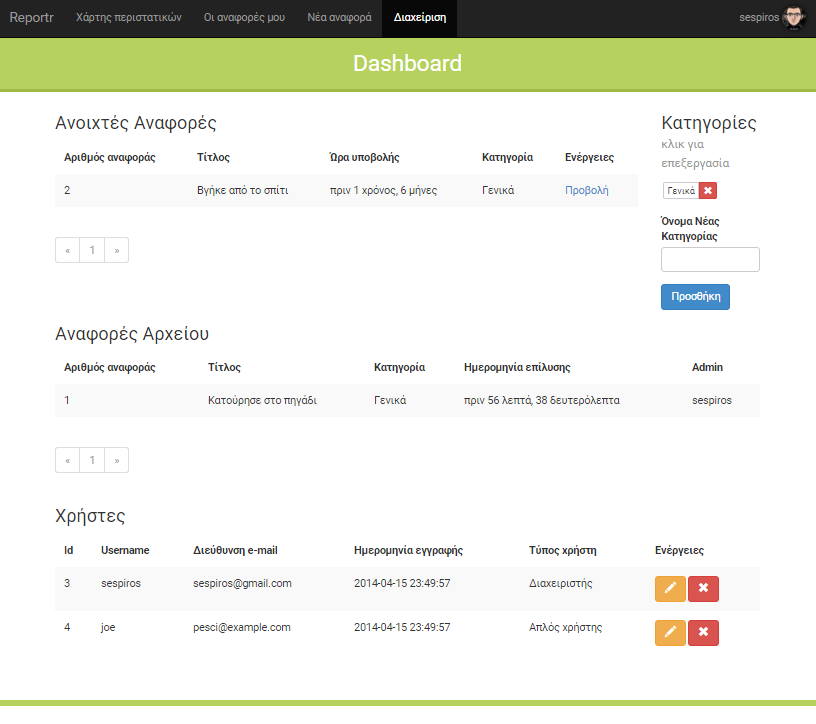 Reportr Χάρτης περιστατικών Οι αναφορές μου Νέα αναφορά Διαχείριση sespiros
Dashboard
Ανοιχτές Αναφορές
Αριθμός αναφοράς Τίτλος Ώρα υποβολής Κατηγορία Ενέργειες
2 Βγήκε από το σπίτι πριν 1 χρόνος, 6 μήνες Γενικά Προβολή
« 1 »
Κατηγορίες
κλικ για
επεξεργασία
Γενικά
Όνομα Νέας
Κατηγορίας
Προσθήκη
Αναφορές Αρχείου
Αριθμός αναφοράς Τίτλος Κατηγορία Ημερομηνία επίλυσης Admin
1 Κατούρησε στο πηγάδι Γενικά πριν 56 λεπτά, 38 δευτερόλεπτα sespiros
« 1 »
Χρήστες
Id Username Διεύθυνση e-mail Ημερομηνία εγγραφής Τύπος χρήστη Ενέργειες
3 sespiros sespiros@gmail.com 2014-04-15 23:49:57 Διαχειριστής
4 joe pesci@example.com 2014-04-15 23:49:57 Απλός χρήστης